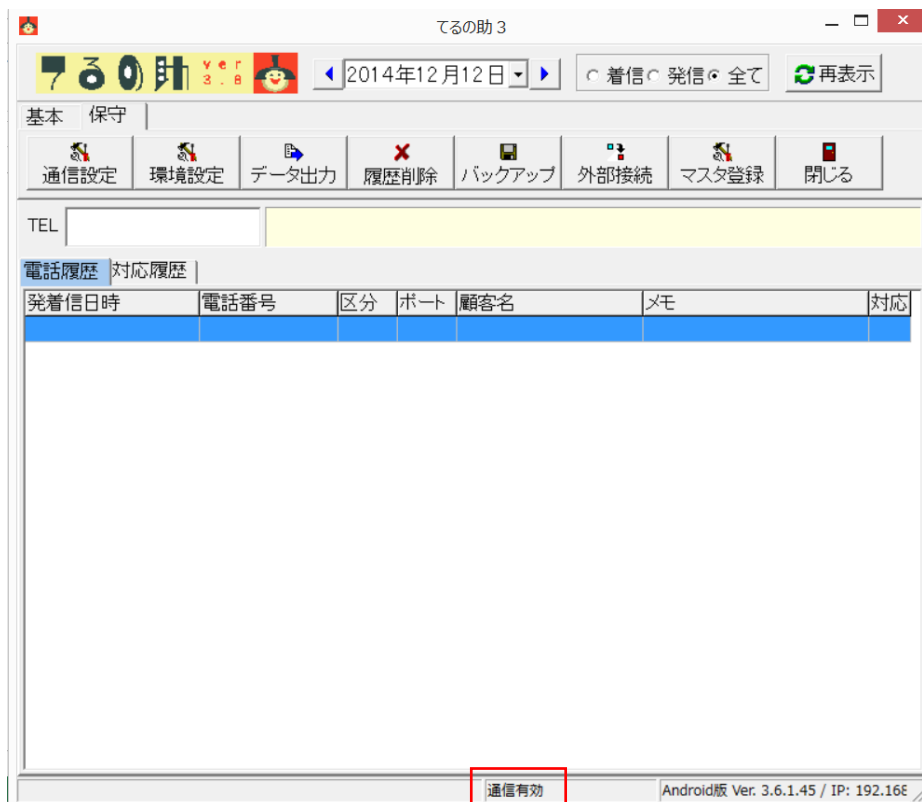 てるの助 3
てるの助 ver 3.8 2014年12月12日 着信 発信 全て 再表示
基本 保守
通信設定 環境設定 データ出力 履歴削除 バックアップ 外部接続 マスタ登録 閉じる
TEL
電話履歴 対応履歴
発着信日時 電話番号 区分 ポート 顧客名 メモ 対応
通信有効 Android版 Ver. 3.6.1.45 / IP: 192.168